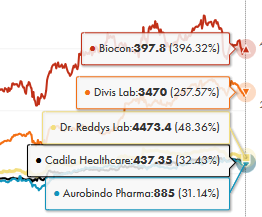 Biocon:397.8 (396.32%)
Divis Lab:3470 (257.57%)
Dr. Reddys Lab:4473.4 (48.36%)
Cadila Healthcare:437.35 (32.43%)
Aurobindo Pharma:885 (31.14%)